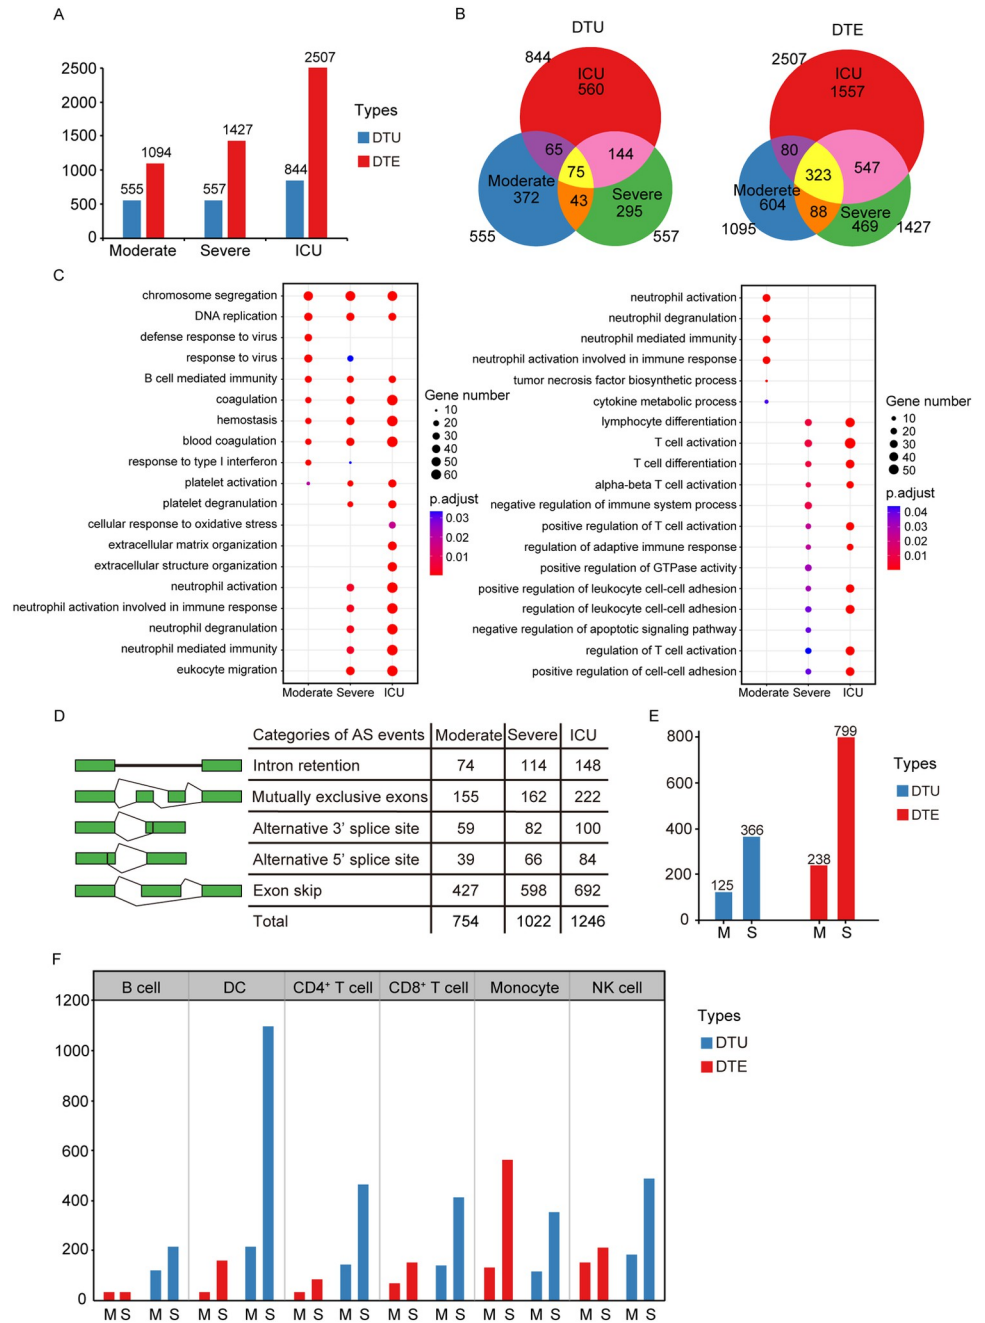 A
2500
2000
1500
1000
500
0
555
1094
557
1427
844
2507
Moderate
Severe
ICU
Types
DTU
DTE
B
DTU
844
ICU
560
65
144
75
Moderate
372
43
Severe
295
555
557
DTE
2507
ICU
1557
80
547
323
Moderete
604
88
Severe
469
1095
1427
C
chromosome segregation
DNA replication
defense response to virus
response to virus
B cell mediated immunity
coagulation
hemostasis
blood coagulation
response to type I interferon
platelet activation
platelet degranulation
cellular response to oxidative stress
extracellular matrix organization
extracellular structure organization
neutrophil activation
neutrophil activation involved in immune response
neutrophil degranulation
neutrophil mediated immunity
eukocyte migration
Moderate Severe ICU
Gene number
10
20
30
40
50
60
p.adjust
0.03
0.02
0.01
neutrophil activation
neutrophil degranulation
neutrophil mediated immunity
neutrophil activation involved in immune response
tumor necrosis factor biosynthetic process
cytokine metabolic process
lymphocyte differentiation
T cell activation
T cell differentiation
alpha-beta T cell activation
negative regulation of immune system process
positive regulation of T cell activation
regulation of adaptive immune response
positive regulation of GTPase activity
positive regulation of leukocyte cell-cell adhesion
regulation of leukocyte cell-cell adhesion
negative regulation of apoptotic signaling pathway
regulation of T cell activation
positive regulation of cell-cell adhesion
Moderate Severe ICU
Gene number
10
20
30
40
50
p.adjust
0.04
0.03
0.02
0.01
D
Categories of AS events Moderate Severe ICU
Intron retention 74 114 148
Mutually exclusive exons 155 162 222
Alternative 3' splice site 59 82 100
Alternative 5' splice site 39 66 84
Exon skip 427 598 692
Total 754 1022 1246
E
800
600
400
200
0
125
366
238
799
M S M S
Types
DTU
DTE
F
B cell DC CD4⁺ T cell CD8⁺ T cell Monocyte NK cell
1200
1000
800
600
400
200
0
M S M S M S M S M S M S M S M S M S M S M S M S
Types
DTU
DTE